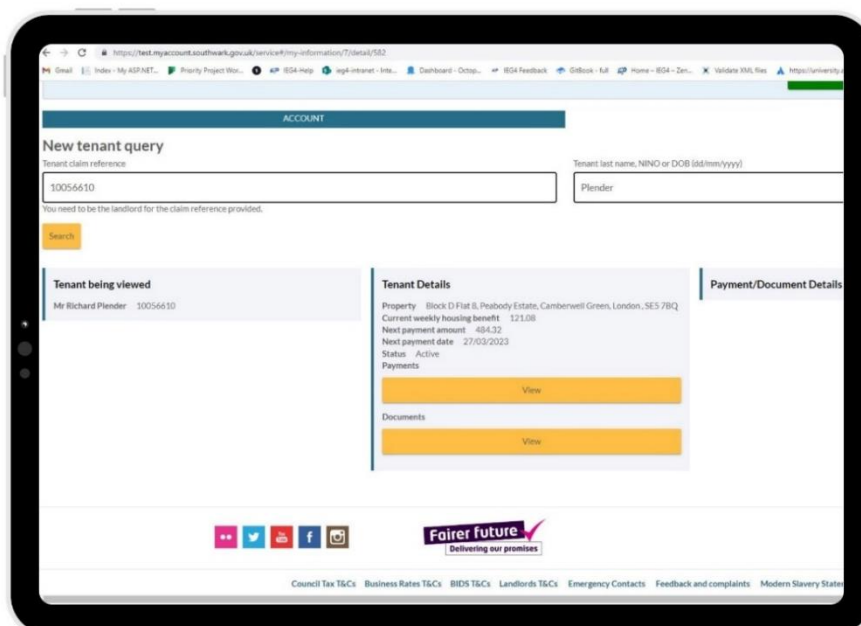 https://test.myaccount.southwark.gov.uk/service#/my-information/7/detail/582
Gmail Index - My ASP.NET... Priority Project Wor... IEG4-Help ieg4-intranet - Inte... Dashboard - Octop... IEG4 Feedback GitBook - full Home – IEG4 – Zen... Validate XML files https://university.
ACCOUNT
New tenant query
Tenant claim reference
Tenant last name, NINO or DOB (dd/mm/yyyy)
10056610
Plender
You need to be the landlord for the claim reference provided.
Search
Tenant being viewed
Mr Richard Plender 10056610
Tenant Details
Property Block D Flat 8, Peabody Estate, Camberwell Green, London., SE5 7BQ
Current weekly housing benefit 121.08
Next payment amount 484.32
Next payment date 27/03/2023
Status Active
Payments
View
Documents
View
Payment/Document Details
You Tube
Fairer future
Delivering our promises
Council Tax T&Cs Business Rates T&Cs BIDS T&Cs Landlords T&Cs Emergency Contacts Feedback and complaints Modern Slavery State